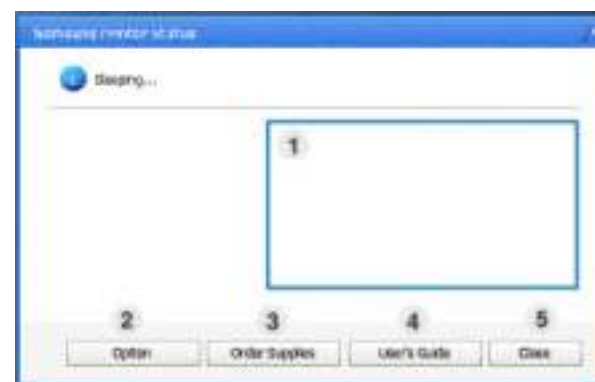 Samsung Printer Status
Sleeping...
1
2 3 4 5
Option Order Supplies User's Guide Close